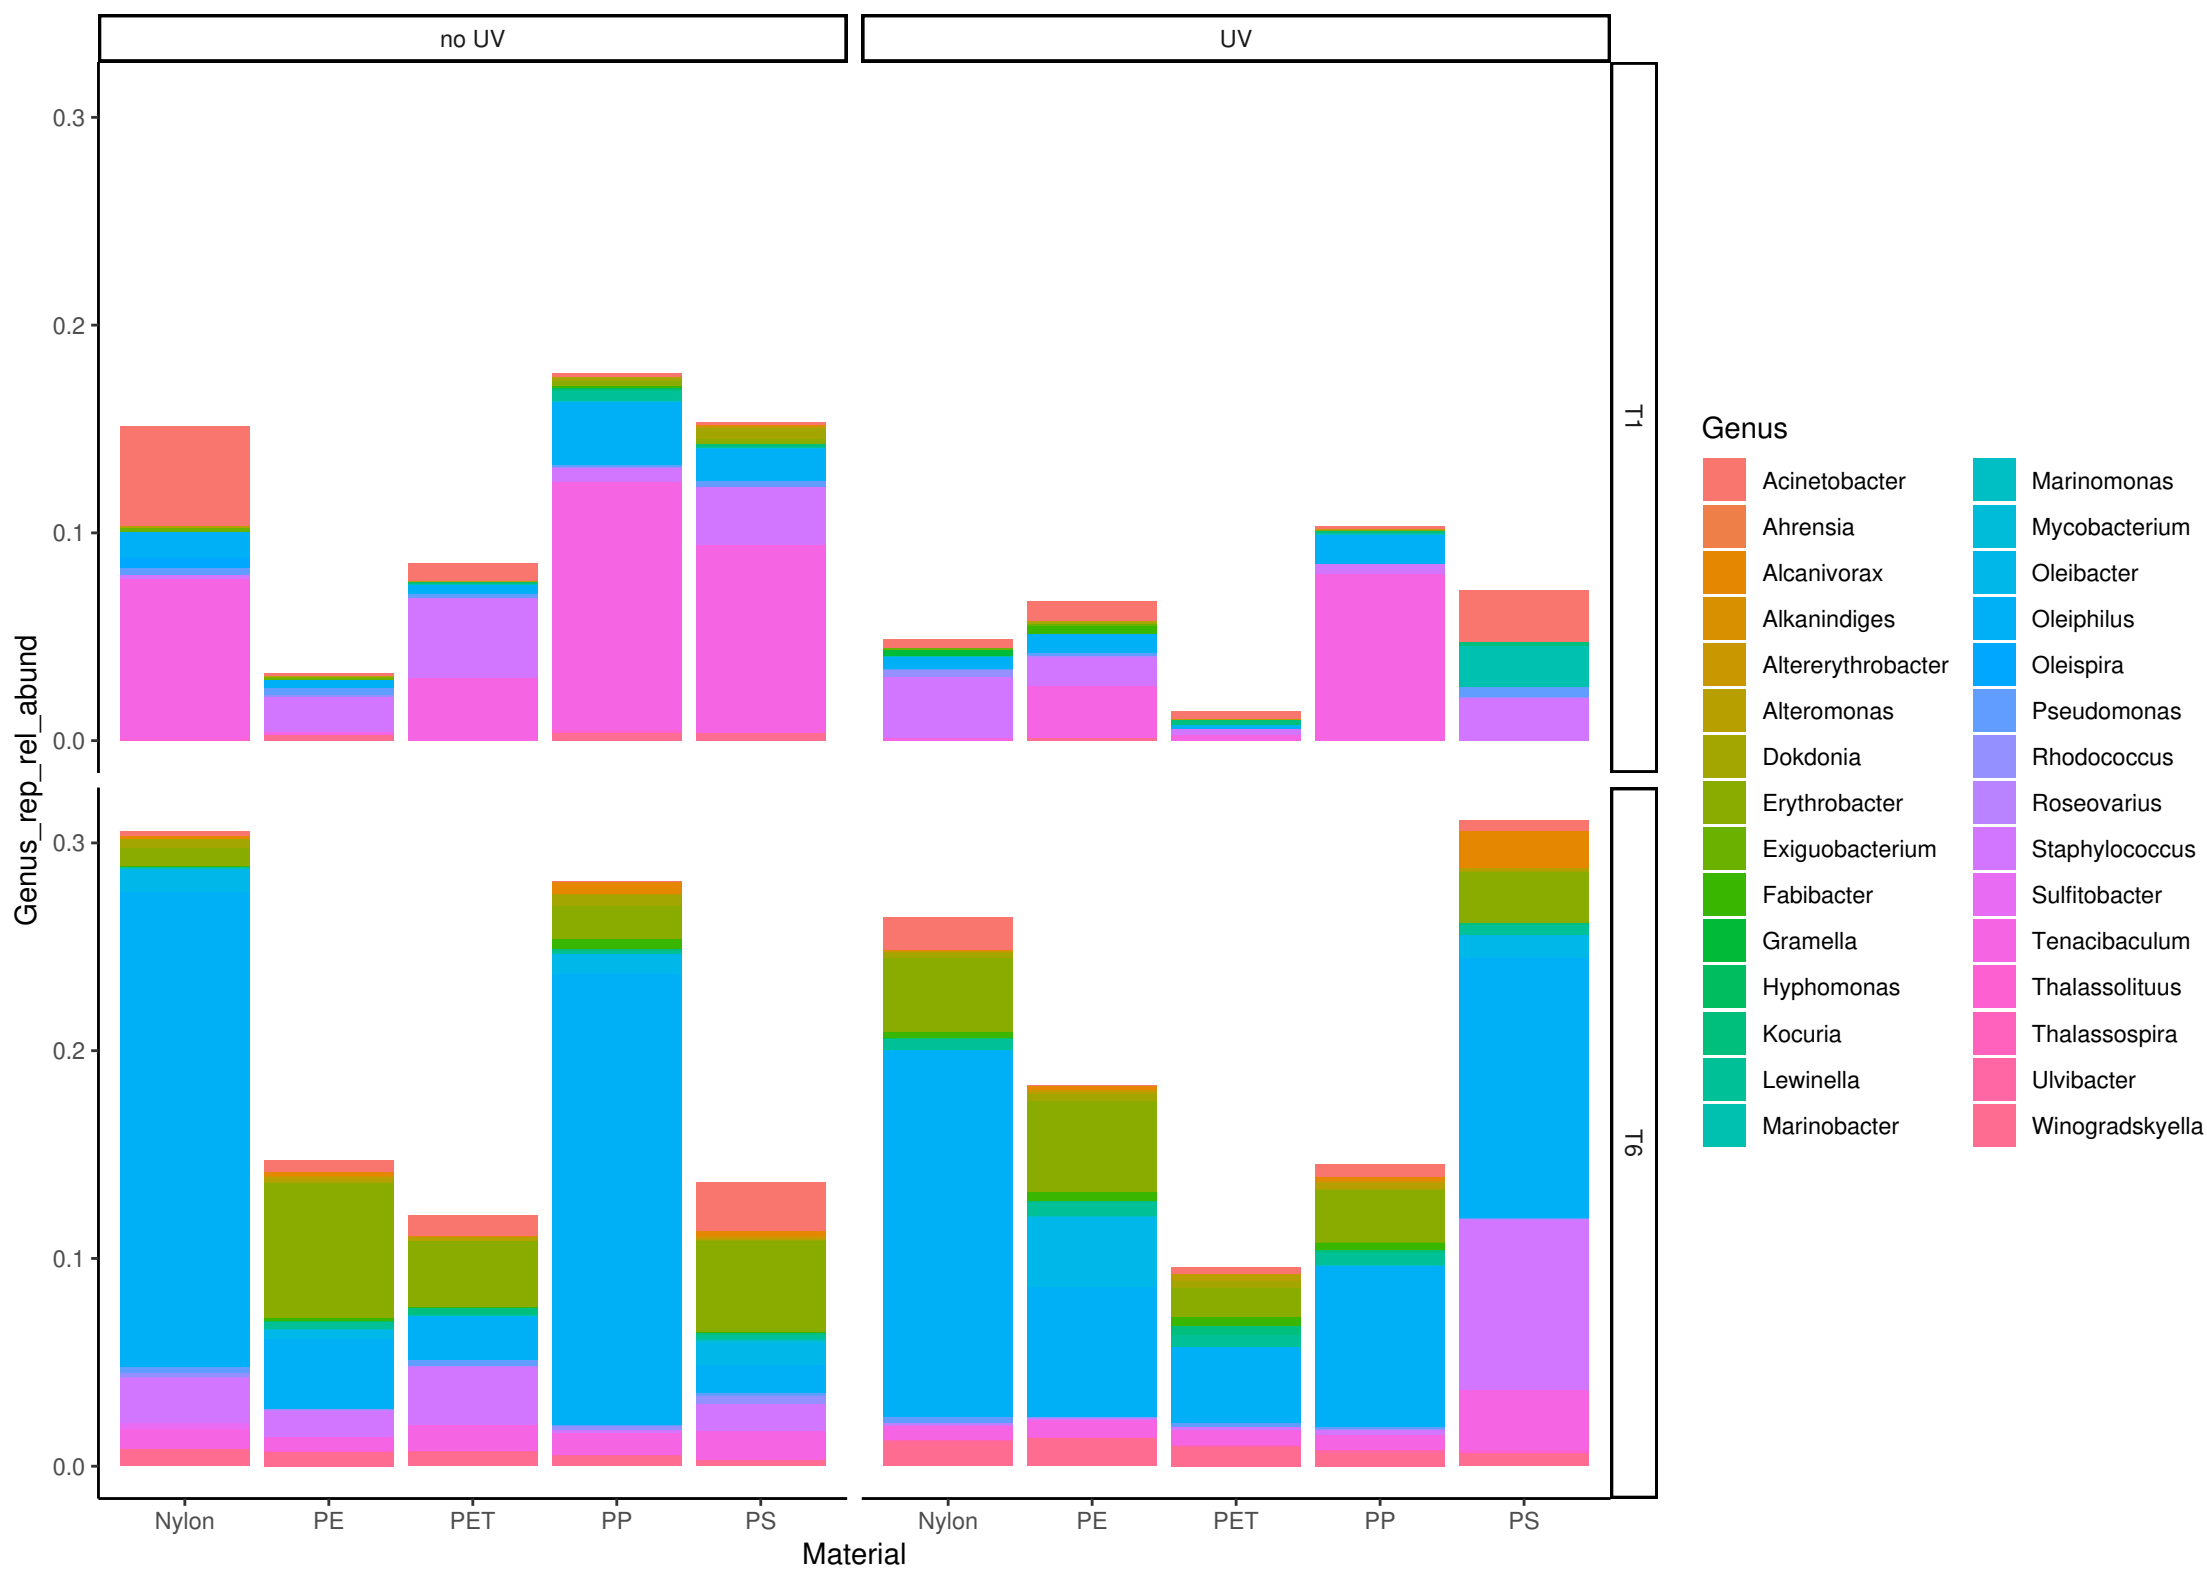 no UV
UV
0.3
0.2
0.1
0.0
T1
0.3
0.2
0.1
0.0
T6
Genus_rep_rel_abund
Nylon PE PET PP PS
Nylon PE PET PP PS
Material
Genus
Acinetobacter
Ahrensia
Alcanivorax
Alkanindiges
Altererythrobacter
Alteromonas
Dokdonia
Erythrobacter
Exiguobacterium
Fabibacter
Gramella
Hyphomonas
Kocuria
Lewinella
Marinobacter
Marinomonas
Mycobacterium
Oleibacter
Oleiphilus
Oleispira
Pseudomonas
Rhodococcus
Roseovarius
Staphylococcus
Sulfitobacter
Tenacibaculum
Thalassolituus
Thalassospira
Ulvibacter
Winogradskyella